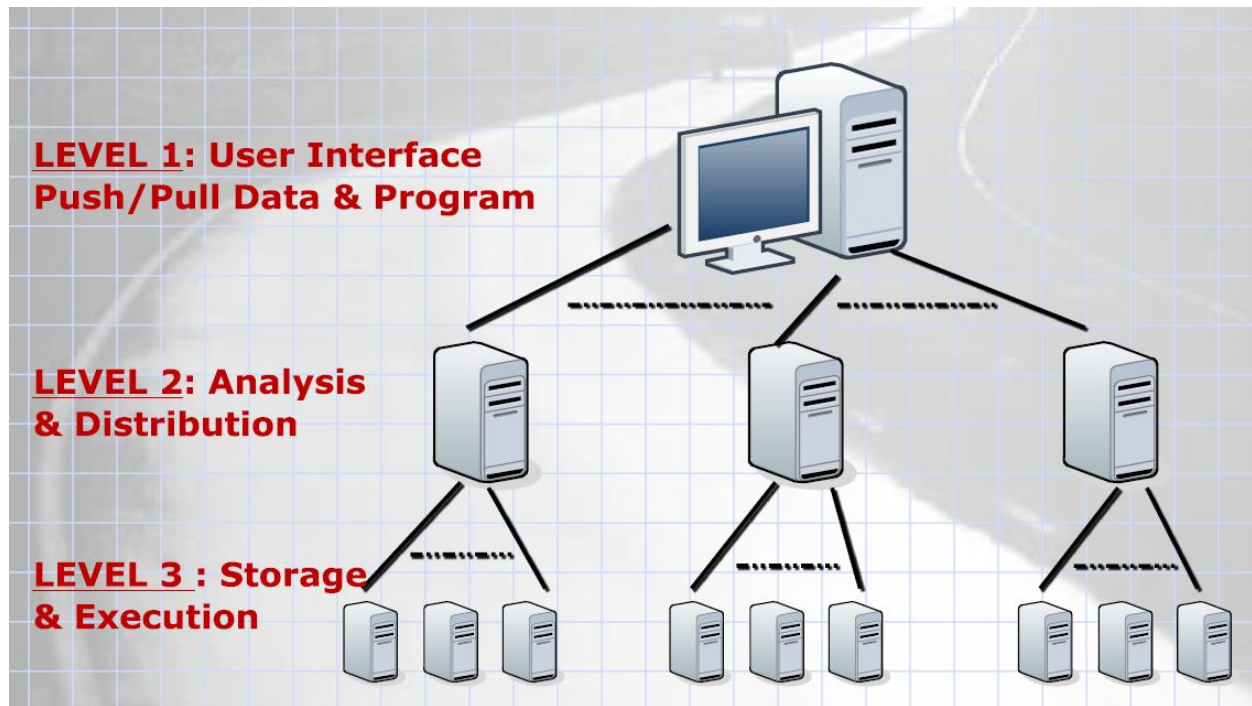 LEVEL 1: User Interface
Push/Pull Data & Program
LEVEL 2: Analysis
& Distribution
LEVEL 3 : Storage
& Execution